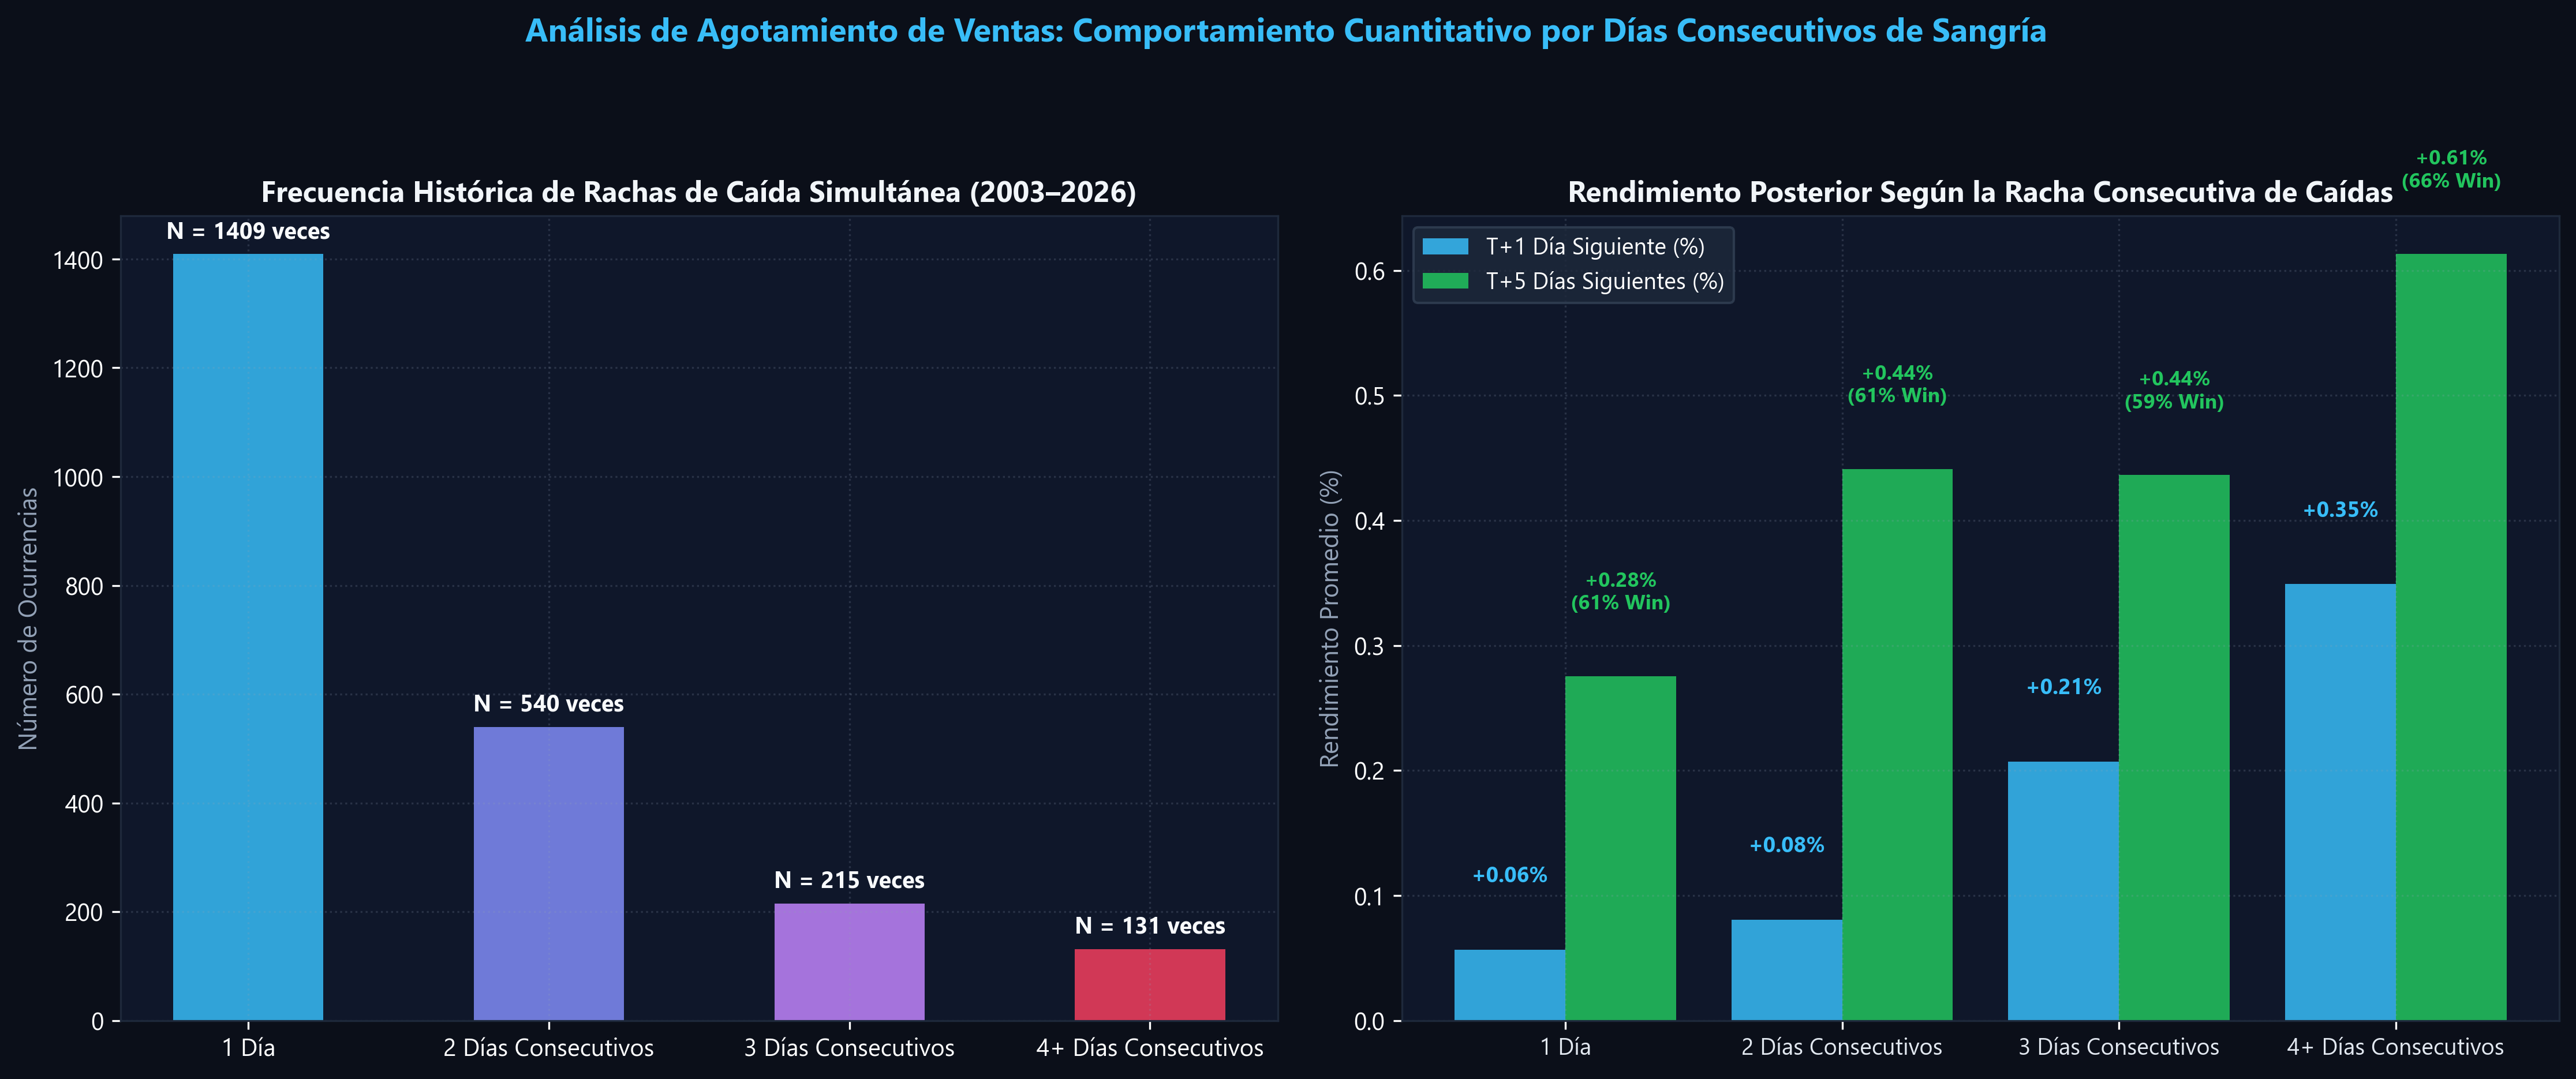 Análisis de Agotamiento de Ventas: Comportamiento Cuantitativo por Días Consecutivos de Sangría
Frecuencia Histórica de Rachas de Caída Simultánea (2003–2026)
N = 1409 veces
N = 540 veces
N = 215 veces
N = 131 veces
Número de Ocurrencias
1400
1200
1000
800
600
400
200
0
1 Día
2 Días Consecutivos
3 Días Consecutivos
4+ Días Consecutivos
Rendimiento Posterior Según la Racha Consecutiva de Caídas
T+1 Día Siguiente (%)
T+5 Días Siguientes (%)
Rendimiento Promedio (%)
0.6
0.5
0.4
0.3
0.2
0.1
0.0
+0.06%
+0.28%
(61% Win)
+0.08%
+0.44%
(61% Win)
+0.21%
+0.44%
(59% Win)
+0.35%
+0.61%
(66% Win)
1 Día
2 Días Consecutivos
3 Días Consecutivos
4+ Días Consecutivos